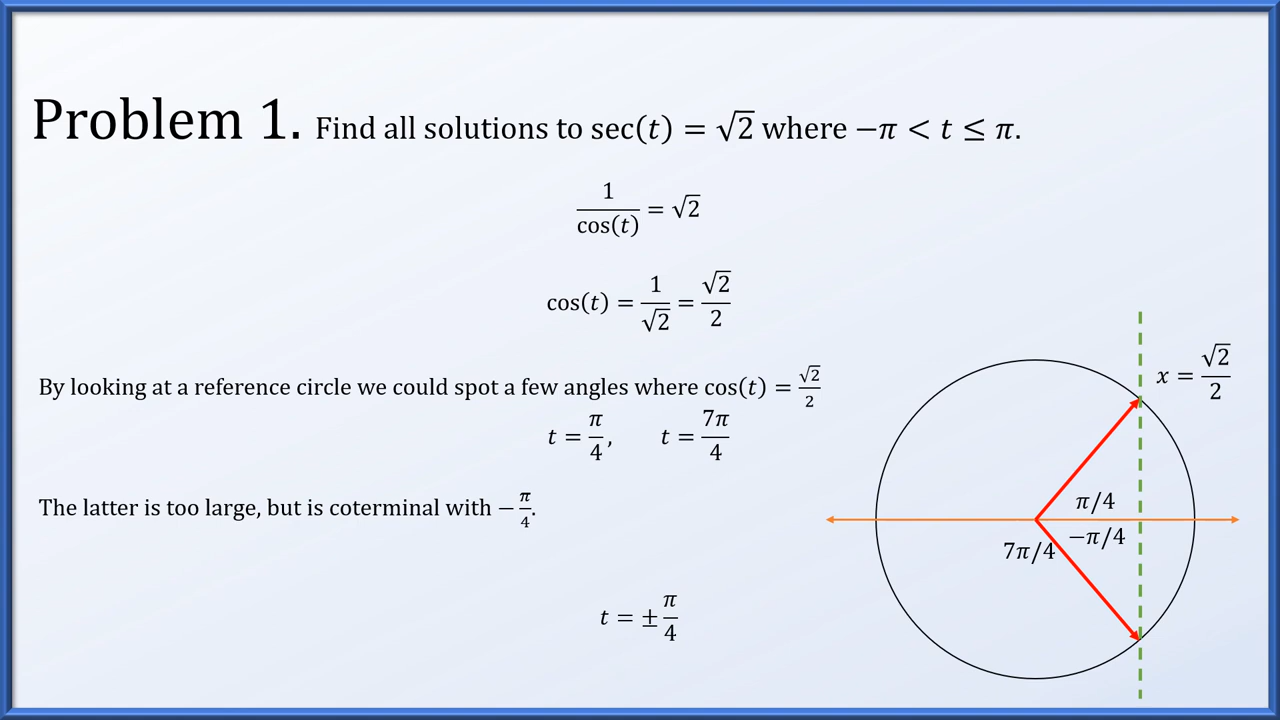 Problem 1. Find all solutions to sec(t) = √2 where −π < t ≤ π.
1/cos(t) = √2
cos(t) = 1/√2 = √2/2
By looking at a reference circle we could spot a few angles where cos(t) = √2/2
t = π/4, t = 7π/4
The latter is too large, but is coterminal with −π/4.
t = ±π/4
x = √2/2
π/4
−π/4
7π/4